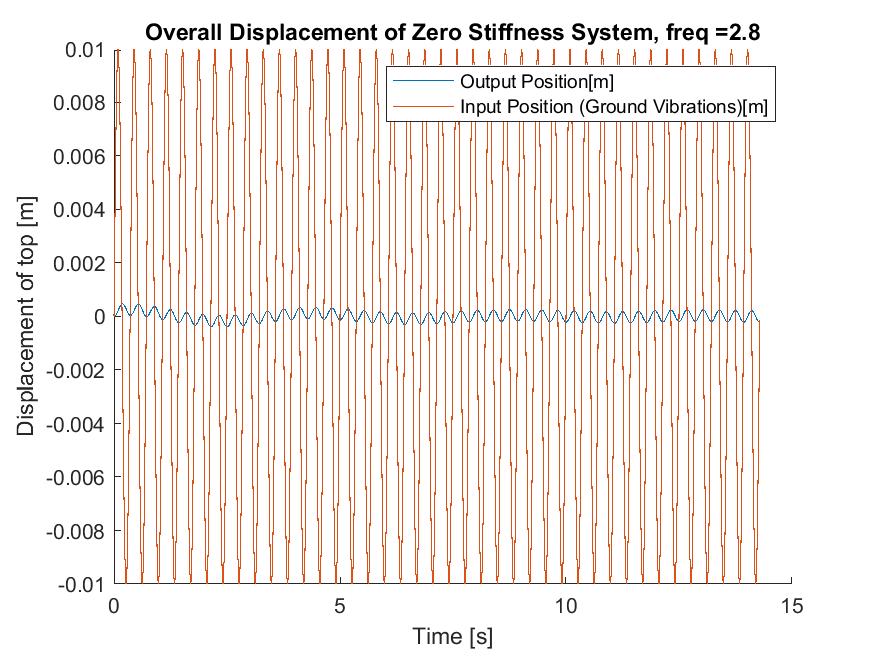 Overall Displacement of Zero Stiffness System, freq =2.8
0.01
0.008
0.006
0.004
0.002
0
-0.002
-0.004
-0.006
-0.008
-0.01
Displacement of top [m]
Output Position[m]
Input Position (Ground Vibrations)[m]
0 5 10 15
Time [s]